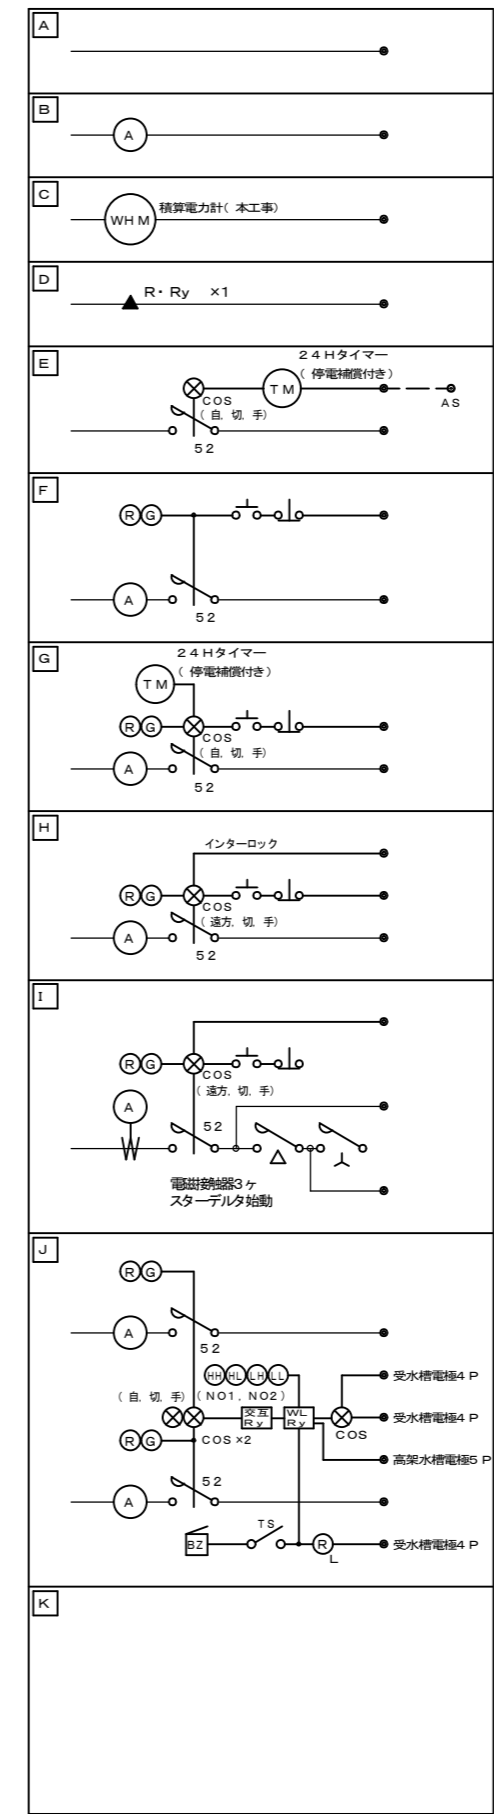 A
B
A
C
WHM 積算電力計(本工事)
D
R・Ry ×1
E
24Hタイマー
(停電補償付き)
TM
COS
(自,切,手)
AS
52
F
R G
A
52
G
24Hタイマー
(停電補償付き)
TM
R G
COS
(自,切,手)
A
52
H
インターロック
R G
COS
(遠方,切,手)
A
52
I
R G
COS
(遠方,切,手)
A
52
△
電磁接触器3ヶ
スターデルタ始動
J
R G
A
52
HH HL LH LL
受水槽電極4P
(自,切,手) (NO1,NO2)
交互
Ry
WL
Ry
COS
受水槽電極4P
R G
COS×2
高架水槽電極5P
52
A
TS
BZ
R
L
受水槽電極4P
K